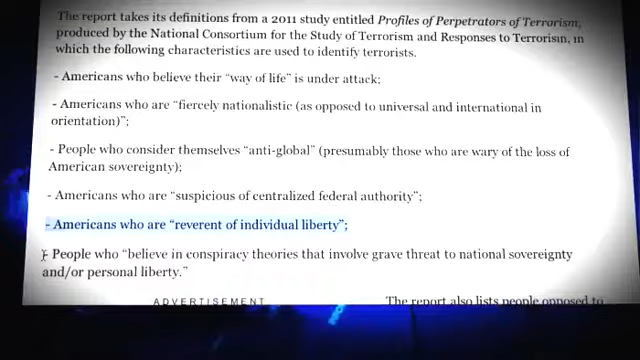 The report takes its definitions from a 2011 study entitled Profiles of Perpetrators of Terrorism,
produced by the National Consortium for the Study of Terrorism and Responses to Terrorism, in
which the following characteristics are used to identify terrorists.
- Americans who believe their “way of life” is under attack;
- Americans who are “fiercely nationalistic (as opposed to universal and international in
orientation)”;
- People who consider themselves “anti-global” (presumably those who are wary of the loss of
American sovereignty);
- Americans who are “suspicious of centralized federal authority”;
- Americans who are “reverent of individual liberty”;
- People who “believe in conspiracy theories that involve grave threat to national sovereignty
and/or personal liberty.”
ADVERTISEMENT
The report also lists people opposed to